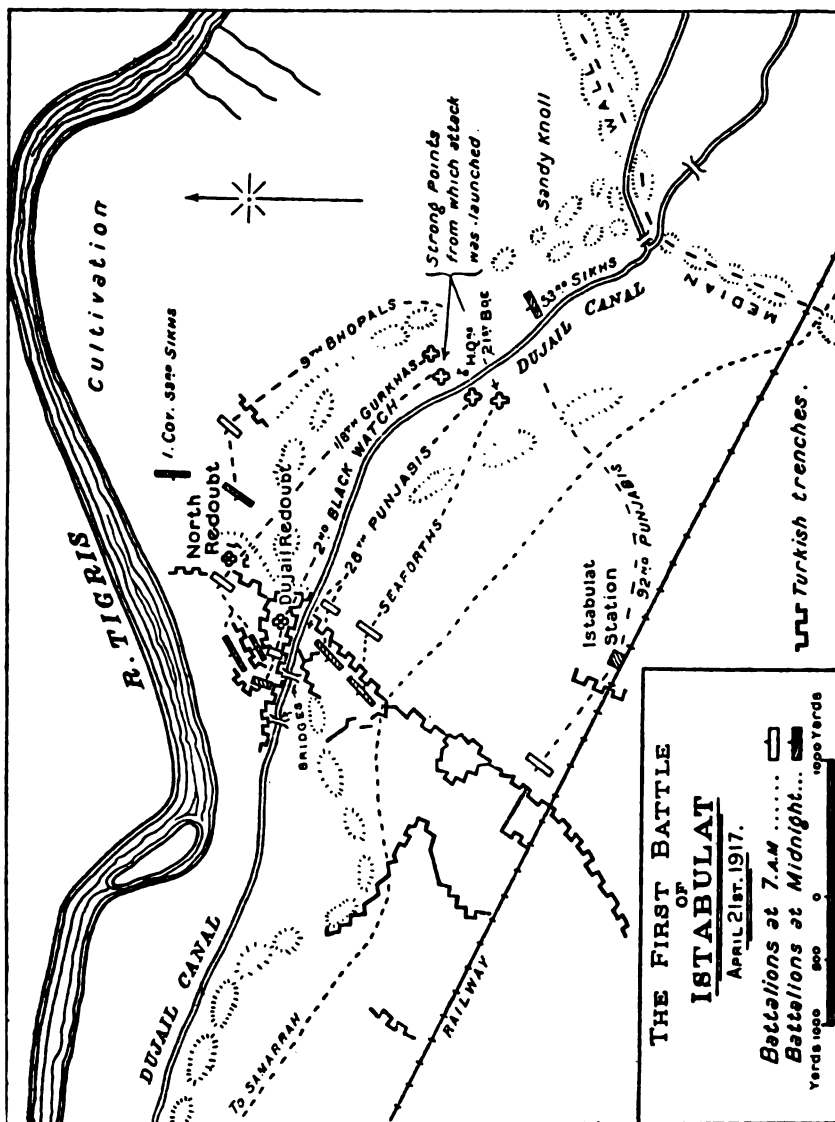 R. TIGRIS
Cultivation
1. Coy. 53RD SIKHS
North
Redoubt
Dujail Redoubt
9TH BHOPALS
1/8TH GURKHAS
2ND BLACK WATCH
28TH PUNJABIS
SEAFORTHS
92ND PUNJABIS
Strong Points
from which attack
was launched.
H.QRS
21ST BDE
53RD SIKHS
Sandy Knoll
WALL
MEDIAN
DUJAIL CANAL
BRIDGES
DUJAIL CANAL
TO SAMARRAH
RAILWAY
Istabulat
Station
Turkish trenches.
THE FIRST BATTLE
OF
ISTABULAT
APRIL 21ST. 1917.
Battalions at 7.A.M ......
Battalions at Midnight...
Yards 1000 500 0 1000 Yards